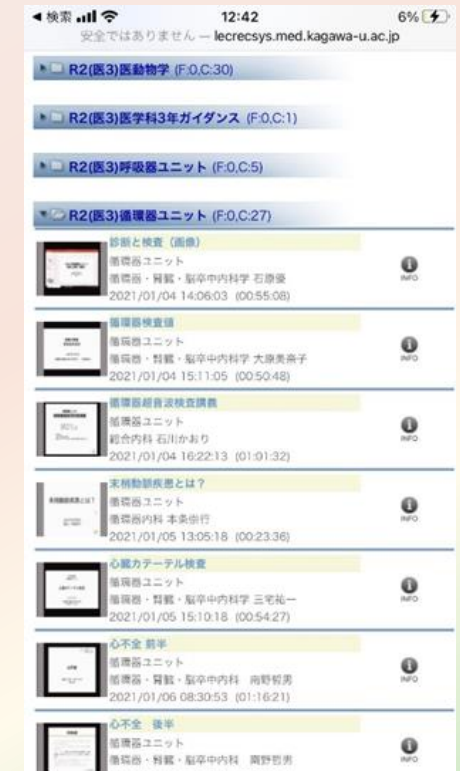 ◀検索
12:42
6%
安全ではありません — lecrecsys.med.kagawa-u.ac.jp
R2(医3)医動物学 (F:0,C:30)
R2(医3)医学科3年ガイダンス (F:0,C:1)
R2(医3)呼吸器ユニット (F:0,C:5)
R2(医3)循環器ユニット (F:0,C:27)
診断と検査（画像）
循環器ユニット
循環器・腎臓・脳卒中内科学 石原優
2021/01/04 14:06:03 (00:55:08)
INFO
循環器検査値
循環器ユニット
循環器・腎臓・脳卒中内科学 大原美奈子
2021/01/04 15:11:05 (00:50:48)
INFO
循環器超音波検査講義
循環器ユニット
総合内科 石川かおり
2021/01/04 16:22:13 (01:01:32)
INFO
末梢動脈疾患とは？
末梢動脈疾患とは？
循環器ユニット
循環器内科 本条崇行
2021/01/05 13:05:18 (00:23:36)
INFO
心臓カテーテル検査
循環器ユニット
循環器・腎臓・脳卒中内科学 三宅祐一
2021/01/05 15:10:18 (00:54:27)
INFO
心不全 前半
循環器ユニット
循環器・腎臓・脳卒中内科 南野哲男
2021/01/06 08:30:53 (01:16:21)
INFO
心不全 後半
循環器ユニット
循環器・腎臓・脳卒中内科 南野哲男
INFO